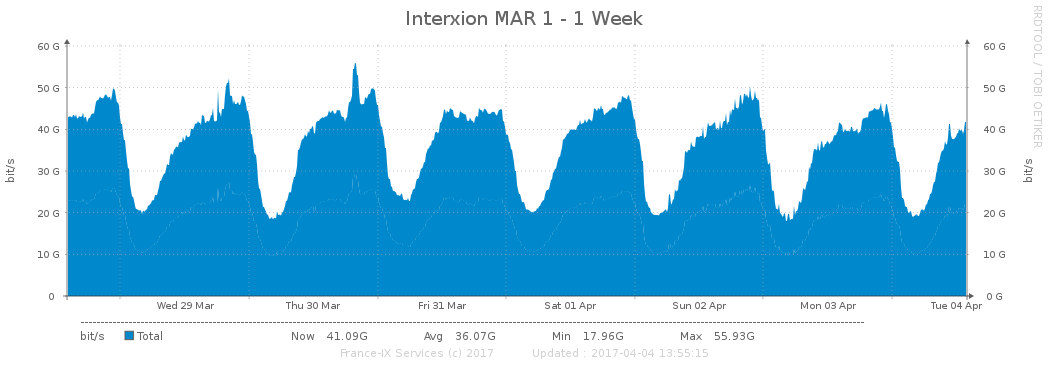 Interxion MAR 1 - 1 Week
RRDTOOL / TOBI OETIKER
60 G 60 G
50 G 50 G
40 G 40 G
30 G 30 G
20 G 20 G
10 G 10 G
0 0 G
bit/s
bit/s
Wed 29 Mar Thu 30 Mar Fri 31 Mar Sat 01 Apr Sun 02 Apr Mon 03 Apr Tue 04 Apr
bit/s Total Now 41.09G Avg 36.07G Min 17.96G Max 55.93G
France-IX Services (c) 2017 Updated : 2017-04-04 13:55:15